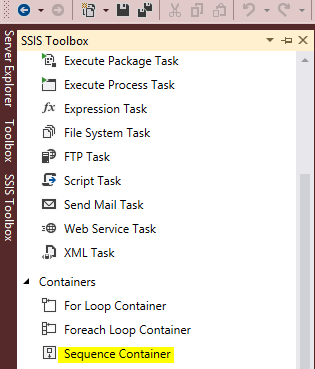 SSIS Toolbox
Server Explorer
Toolbox
SSIS Toolbox
Execute Package Task
Execute Process Task
fx Expression Task
File System Task
FTP Task
Script Task
Send Mail Task
Web Service Task
XML Task
Containers
For Loop Container
Foreach Loop Container
Sequence Container